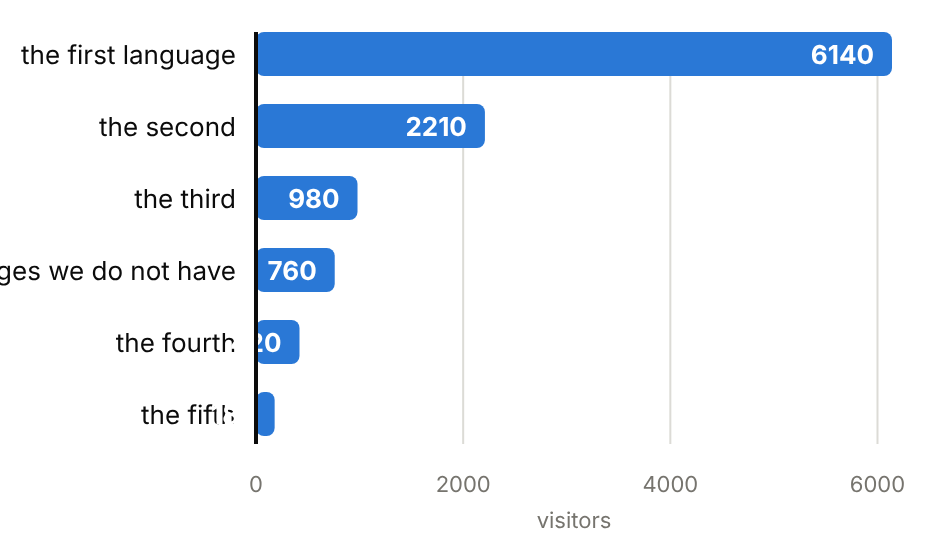 the first language 6140
the second 2210
the third 980
we do not have 760
the fourth 20
the fifth
0 2000 4000 6000
visitors